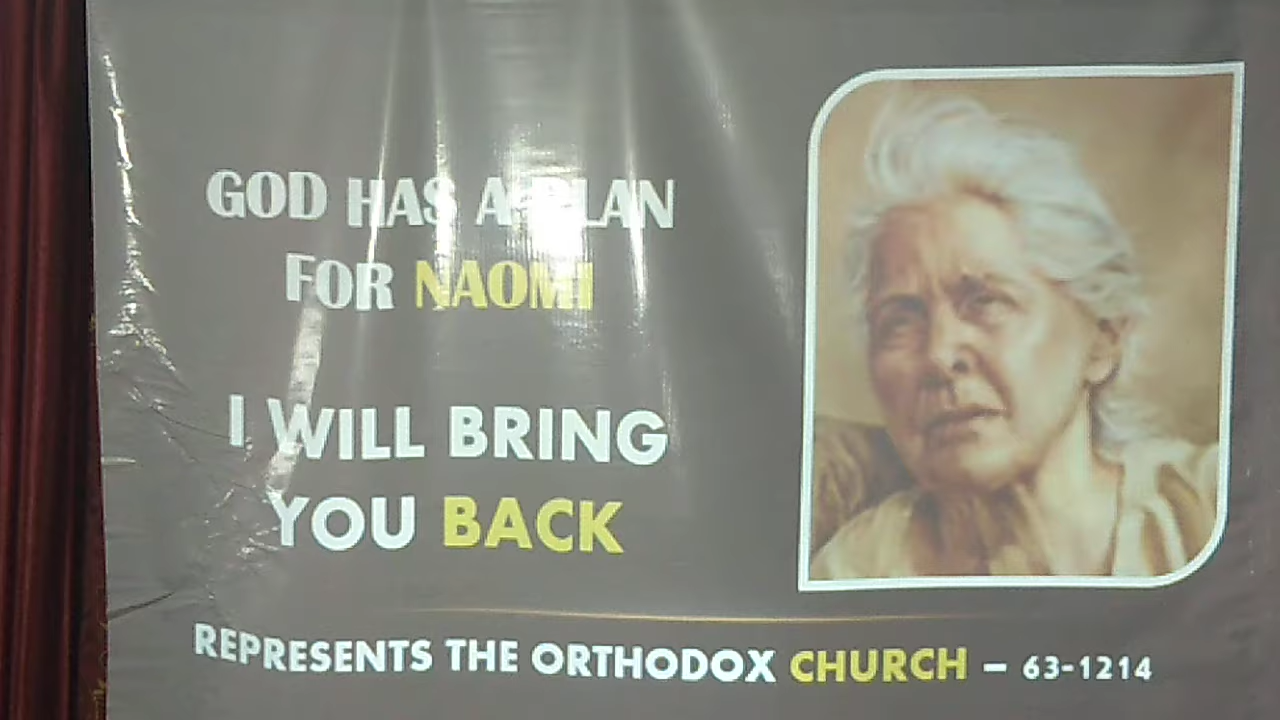 GOD HAS A PLAN
FOR NAOMI
I WILL BRING
YOU BACK
REPRESENTS THE ORTHODOX CHURCH – 63-1214